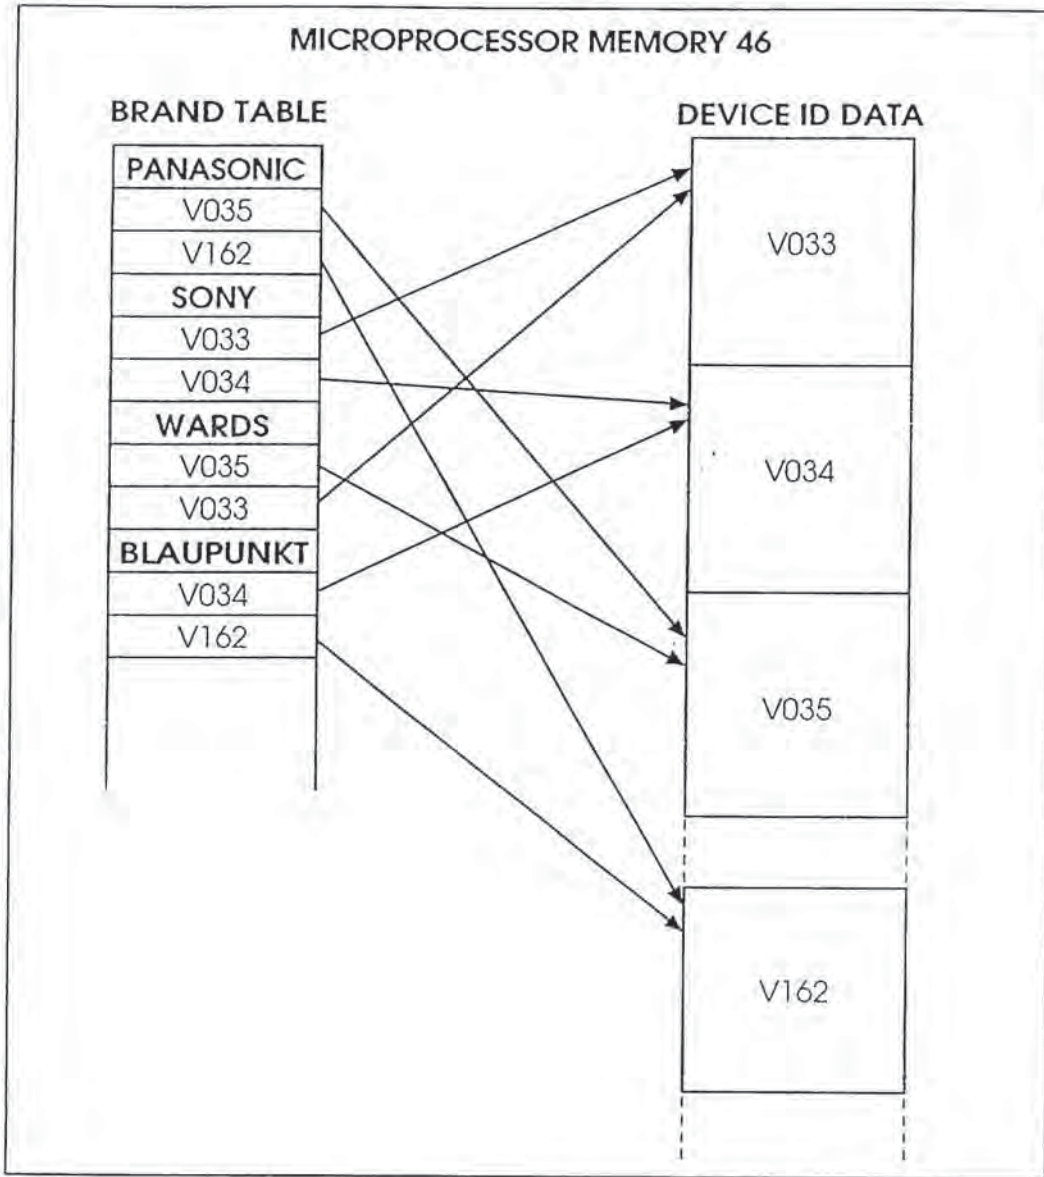 MICROPROCESSOR MEMORY 46
BRAND TABLE
PANASONIC
V035
V162
SONY
V033
V034
WARDS
V035
V033
BLAUPUNKT
V034
V162
DEVICE ID DATA
V033
V034
V035
V162